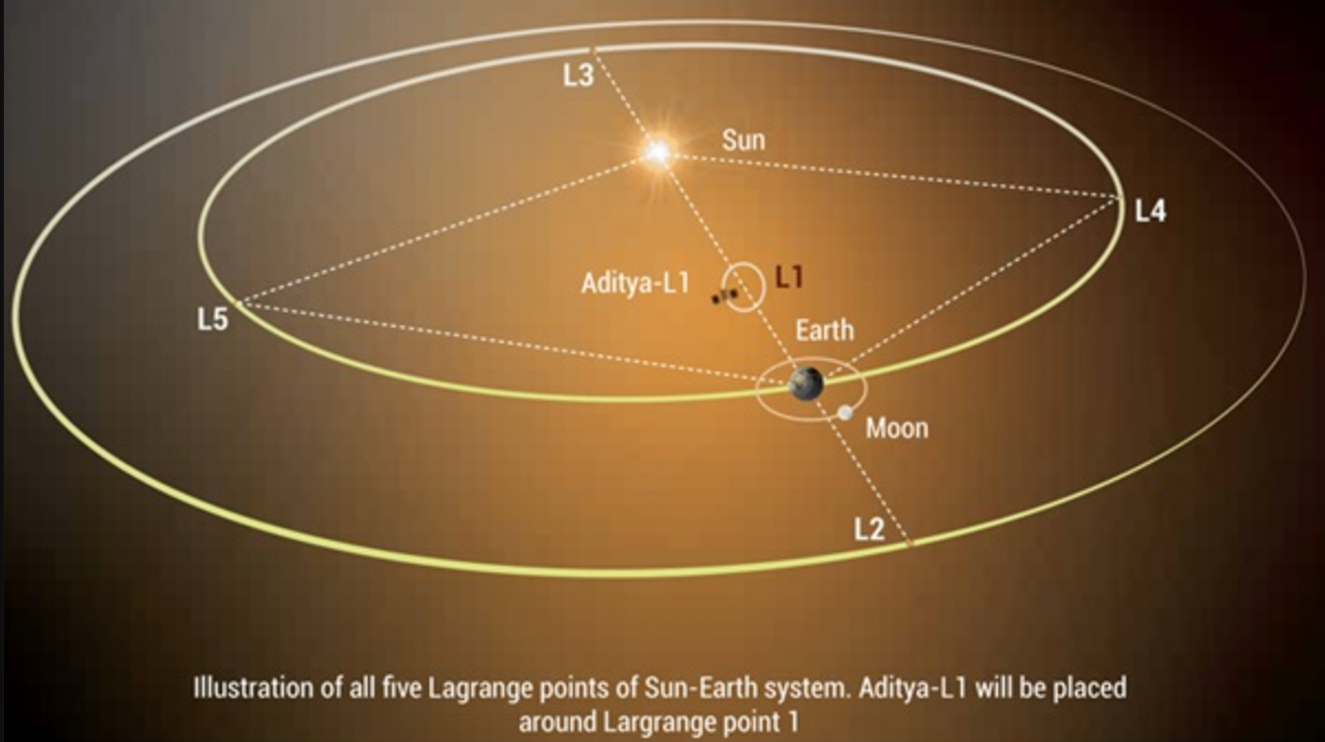 L3
Sun
L4
Aditya-L1
L1
L5
Earth
Moon
L2
Illustration of all five Lagrange points of Sun-Earth system. Aditya-L1 will be placed
around Largrange point 1